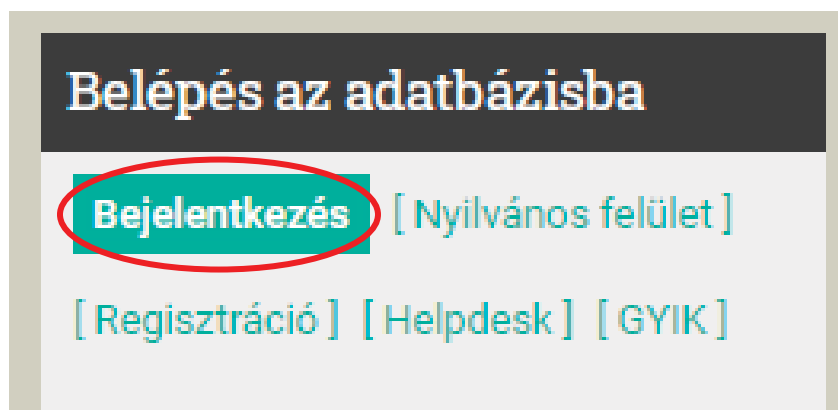 Belépés az adatbázisba
Bejelentkezés [ Nyilvános felület ]
[ Regisztráció ] [ Helpdesk ] [ GYIK ]